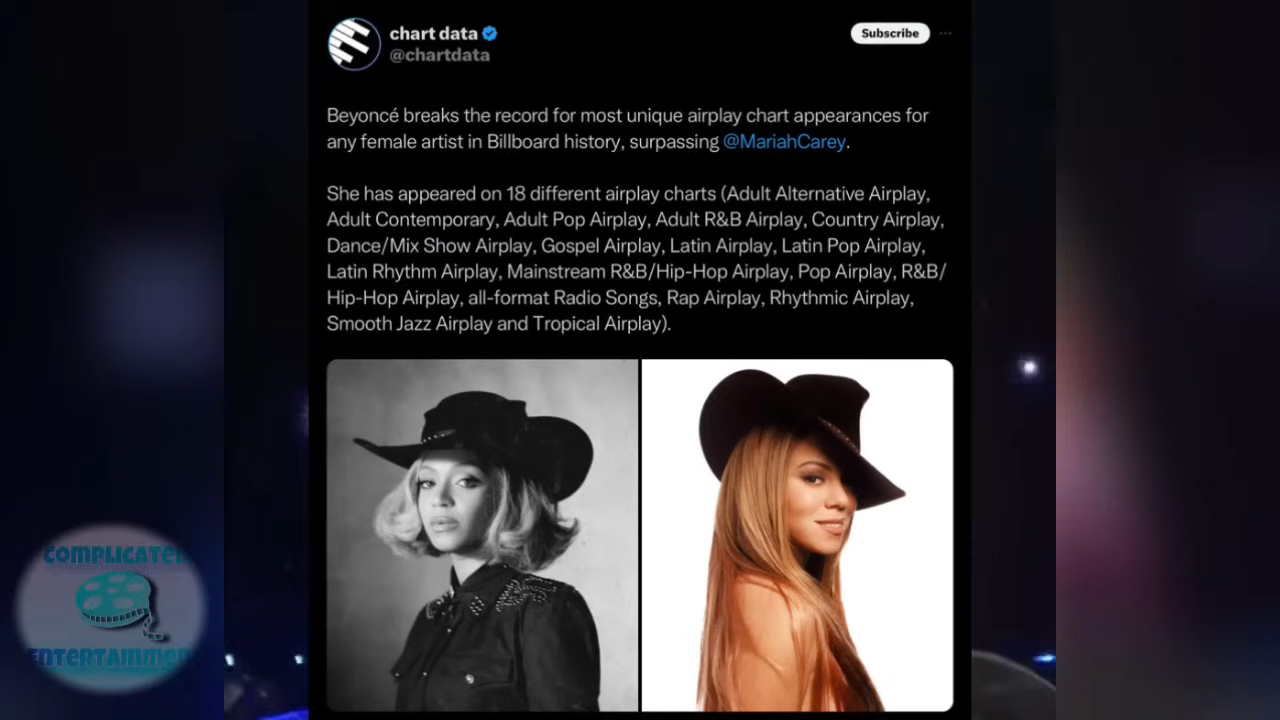 chart data
Subscribe
@chartdata
Beyoncé breaks the record for most unique airplay chart appearances for
any female artist in Billboard history, surpassing @MariahCarey.
She has appeared on 18 different airplay charts (Adult Alternative Airplay,
Adult Contemporary, Adult Pop Airplay, Adult R&B Airplay, Country Airplay,
Dance/Mix Show Airplay, Gospel Airplay, Latin Airplay, Latin Pop Airplay,
Latin Rhythm Airplay, Mainstream R&B/Hip-Hop Airplay, Pop Airplay, R&B/
Hip-Hop Airplay, all-format Radio Songs, Rap Airplay, Rhythmic Airplay,
Smooth Jazz Airplay and Tropical Airplay).
COMPLICATED
ENTERTAINMENT